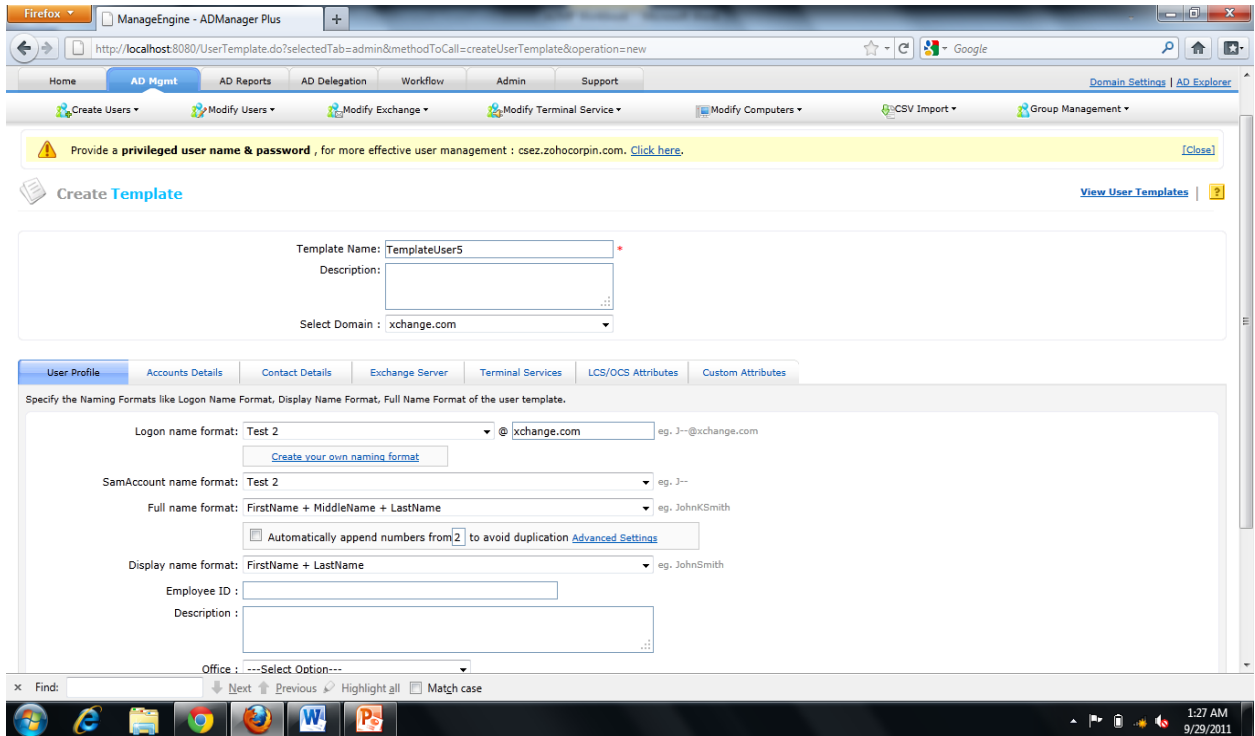 Firefox
ManageEngine - ADManager Plus
http://localhost:8080/UserTemplate.do?selectedTab=admin&methodToCall=createUserTemplate&operation=new
Google
Home AD Mgmt AD Reports AD Delegation Workflow Admin Support Domain Settings | AD Explorer
Create Users Modify Users Modify Exchange Modify Terminal Service Modify Computers CSV Import Group Management
Provide a privileged user name & password , for more effective user management : csez.zohocorpin.com. Click here. [Close]
Create Template View User Templates | ?
Template Name: TemplateUser5 *
Description:
Select Domain : xchange.com
User Profile Accounts Details Contact Details Exchange Server Terminal Services LCS/OCS Attributes Custom Attributes
Specify the Naming Formats like Logon Name Format, Display Name Format, Full Name Format of the user template.
Logon name format: Test 2 @ xchange.com eg. J--@xchange.com
Create your own naming format
SamAccount name format: Test 2 eg. J--
Full name format: FirstName + MiddleName + LastName eg. JohnKSmith
Automatically append numbers from 2 to avoid duplication Advanced Settings
Display name format: FirstName + LastName eg. JohnSmith
Employee ID :
Description :
Office : ---Select Option---
x Find: Next Previous Highlight all Match case
1:27 AM
9/29/2011